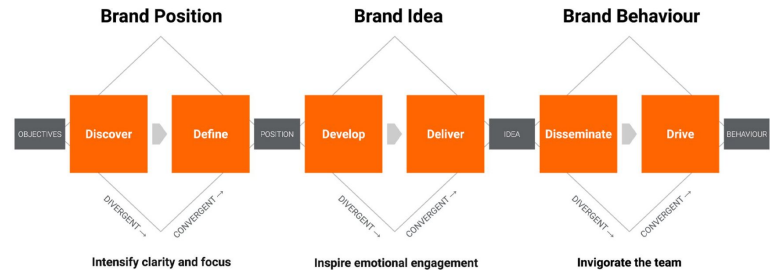 Brand Position
Brand Idea
Brand Behaviour
OBJECTIVES
Discover
Define
POSITION
Develop
Deliver
IDEA
Disseminate
Drive
BEHAVIOUR
DIVERGENT →
CONVERGENT →
DIVERGENT →
CONVERGENT →
DIVERGENT →
CONVERGENT →
Intensify clarity and focus
Inspire emotional engagement
Invigorate the team